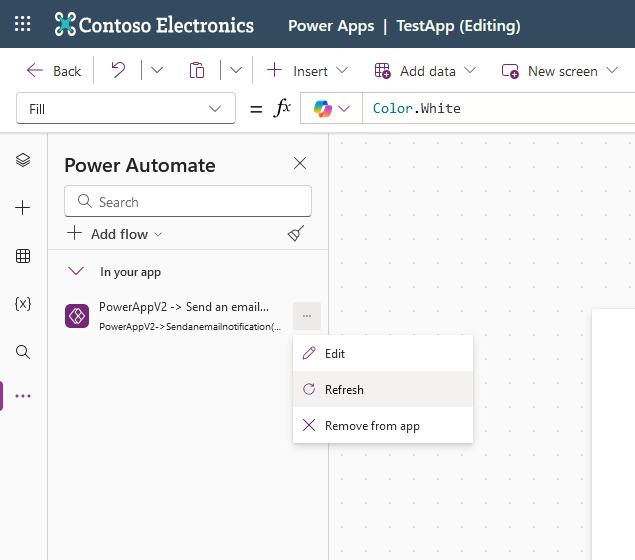 Contoso Electronics Power Apps | TestApp (Editing)
Back Insert Add data New screen
Fill = fx Color.White
Power Automate
Search
Add flow
In your app
PowerAppV2 -> Send an email...
PowerAppV2->Sendanemailnotification(...
Edit
{x}
Refresh
Remove from app